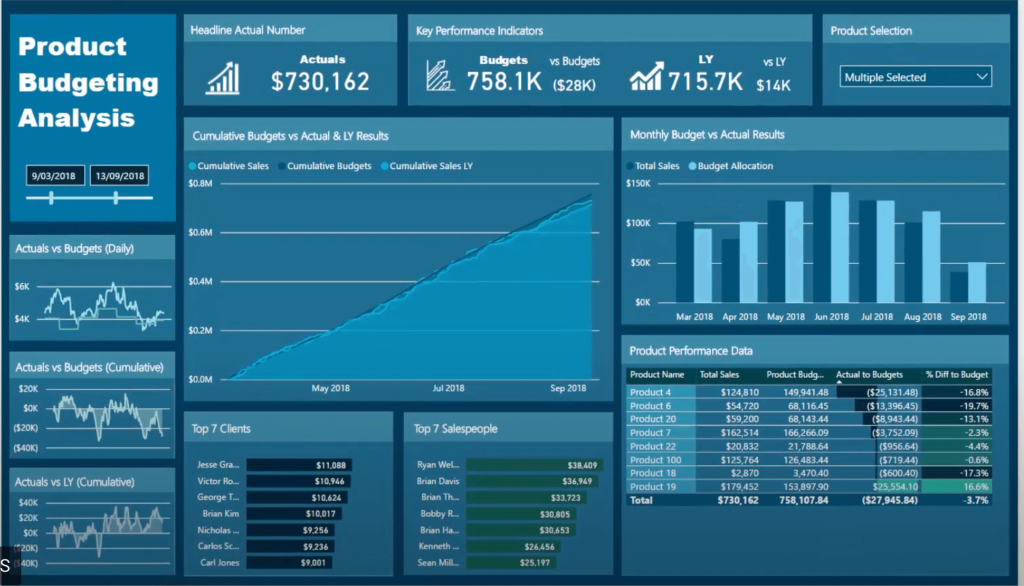 Product
Budgeting
Analysis
9/03/2018 13/09/2018
Headline Actual Number
Actuals
$730,162
Key Performance Indicators
Budgets vs Budgets
758.1K ($28K)
LY vs LY
715.7K $14K
Product Selection
Multiple Selected
Actuals vs Budgets (Daily)
$6K
$4K
Actuals vs Budgets (Cumulative)
$20K
$0K
($20K)
($40K)
Actuals vs LY (Cumulative)
$40K
$20K
$0K
($20K)
($40K)
S
Cumulative Budgets vs Actual & LY Results
Cumulative Sales Cumulative Budgets Cumulative Sales LY
$0.8M
$0.6M
$0.4M
$0.2M
$0.0M
May 2018 Jul 2018 Sep 2018
Monthly Budget vs Actual Results
Total Sales Budget Allocation
$150K
$100K
$50K
$0K
Mar 2018 Apr 2018 May 2018 Jun 2018 Jul 2018 Aug 2018 Sep 2018
Top 7 Clients
Jesse Gra... $11,088
Victor Ro... $10,946
George T... $10,624
Brian Kim $10,017
Nicholas ... $9,256
Carlos Sc... $9,236
Carl Jones $9,001
Top 7 Salespeople
Ryan Wel... $38,409
Brian Davis $36,949
Brian Th... $33,723
Bobby R... $30,805
Brian Ha... $30,653
Kenneth ... $26,456
Sean Mill... $25,197
Product Performance Data
Product Name Total Sales Product Budg... Actual to Budgets % Diff to Budget
Product 4 $124,810 149,941.48 ($25,131.48) -16.8%
Product 6 $54,720 68,116.45 ($13,396.45) -19.7%
Product 20 $59,200 68,143.44 ($8,943.44) -13.1%
Product 7 $162,514 166,266.09 ($3,752.09) -2.3%
Product 22 $20,832 21,788.64 ($956.64) -4.4%
Product 100 $125,764 126,483.44 ($719.44) -0.6%
Product 18 $2,870 3,470.40 ($600.40) -17.3%
Product 19 $179,452 153,897.90 $25,554.10 16.6%
Total $730,162 758,107.84 ($27,945.84) -3.7%